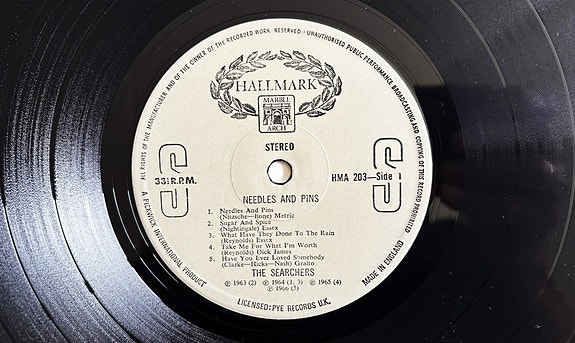 ALL RIGHTS OF THE MANUFACTURER AND OF THE OWNER OF THE RECORDED WORK RESERVED - UNAUTHORISED PUBLIC PERFORMANCE BROADCASTING AND COPYING OF THIS RECORD PROHIBITED
HALLMARK
MARBLE
ARCH
STEREO
S
33⅓ R.P.M.
S
HMA 203—Side 1
NEEDLES AND PINS
1. Needles And Pins
(Nitzsche—Bono) Metric
2. Sugar And Spice
(Nightingale) Essex
3. What Have They Done To The Rain
(Reynolds) Essex
4. Take Me For What I'm Worth
(Reynolds) Dick James
5. Have You Ever Loved Somebody
(Clarke—Hicks—Nash) Gralto
THE SEARCHERS
℗ 1963 (2) ℗ 1964 (1, 3) ℗ 1965 (4)
℗ 1966 (5)
A PICKWICK INTERNATIONAL PRODUCT
LICENSED: PYE RECORDS U.K.
MADE IN ENGLAND